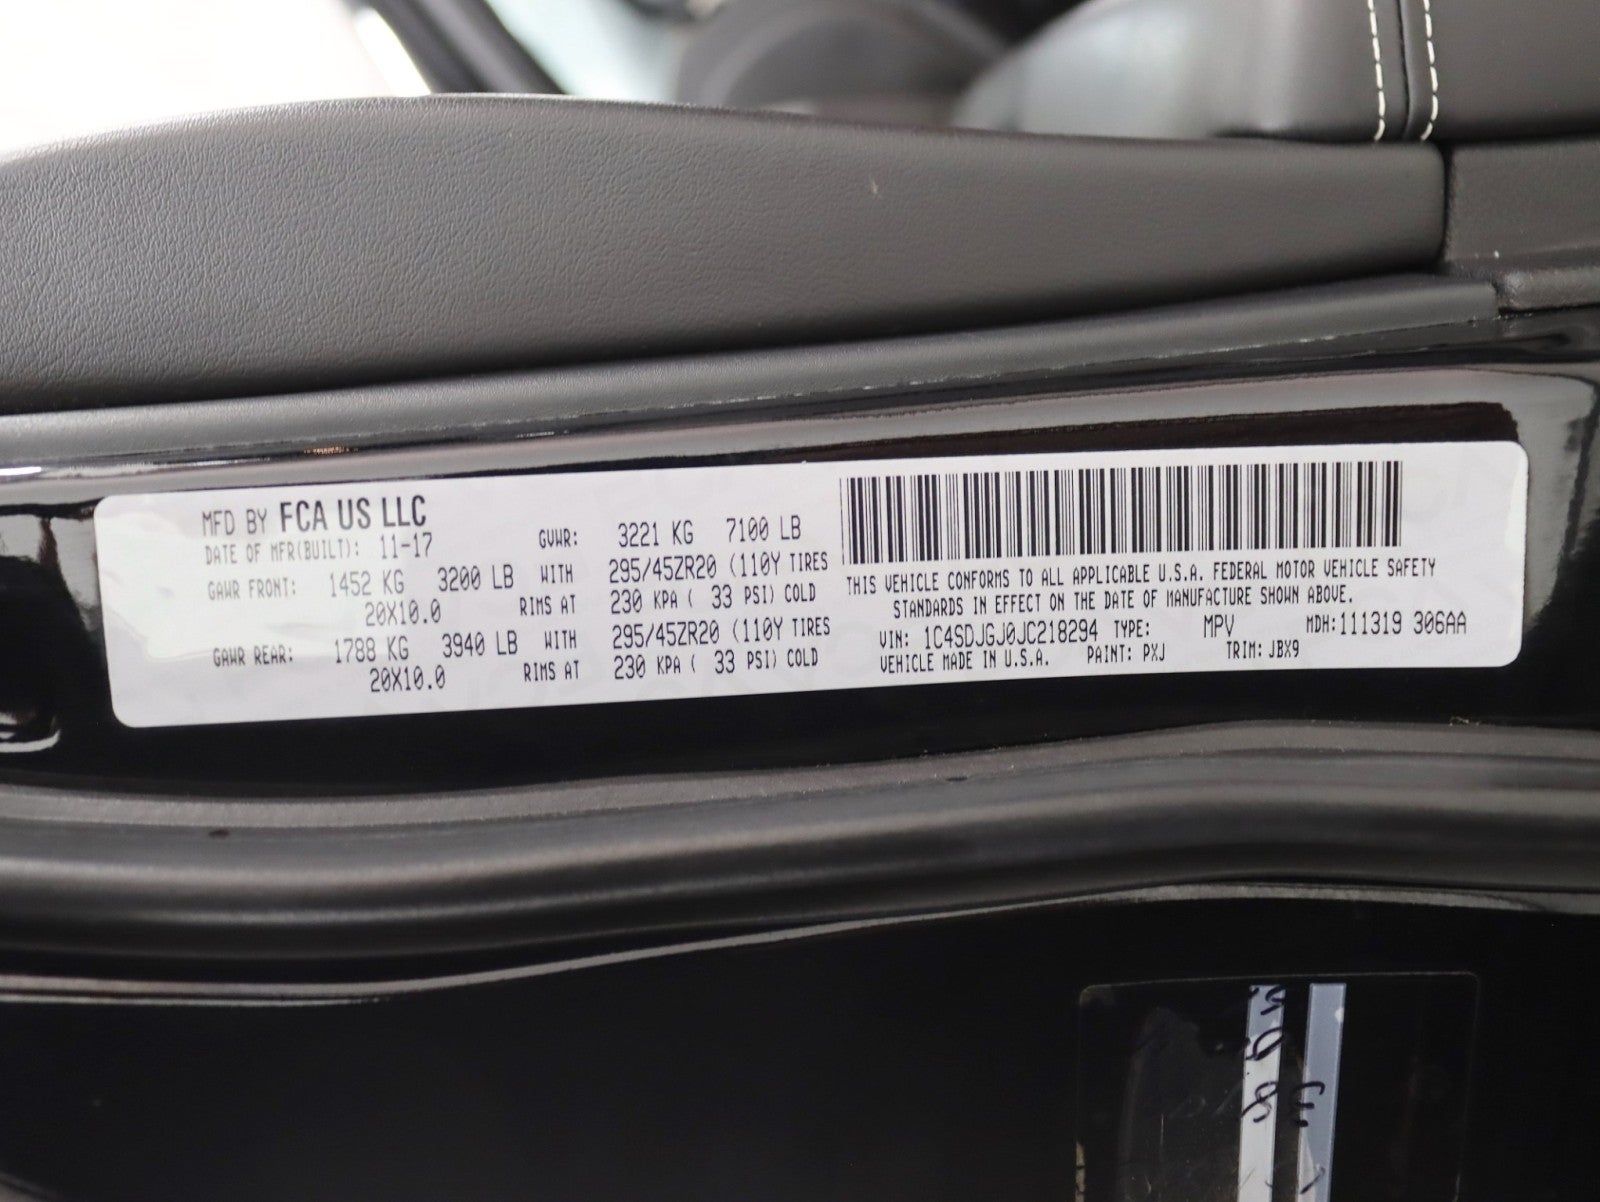 MFD BY FCA US LLC
DATE OF MFR(BUILT): 11-17 GVWR: 3221 KG 7100 LB
GAWR FRONT: 1452 KG 3200 LB WITH 295/45ZR20 (110Y TIRES
20X10.0 RIMS AT 230 KPA ( 33 PSI) COLD
GAWR REAR: 1788 KG 3940 LB WITH 295/45ZR20 (110Y TIRES
20X10.0 RIMS AT 230 KPA ( 33 PSI) COLD
THIS VEHICLE CONFORMS TO ALL APPLICABLE U.S.A. FEDERAL MOTOR VEHICLE SAFETY
STANDARDS IN EFFECT ON THE DATE OF MANUFACTURE SHOWN ABOVE.
VIN: 1C4SDJGJ0JC218294 TYPE: MPV MDH:111319 306AA
VEHICLE MADE IN U.S.A. PAINT: PXJ TRIM: JBX9